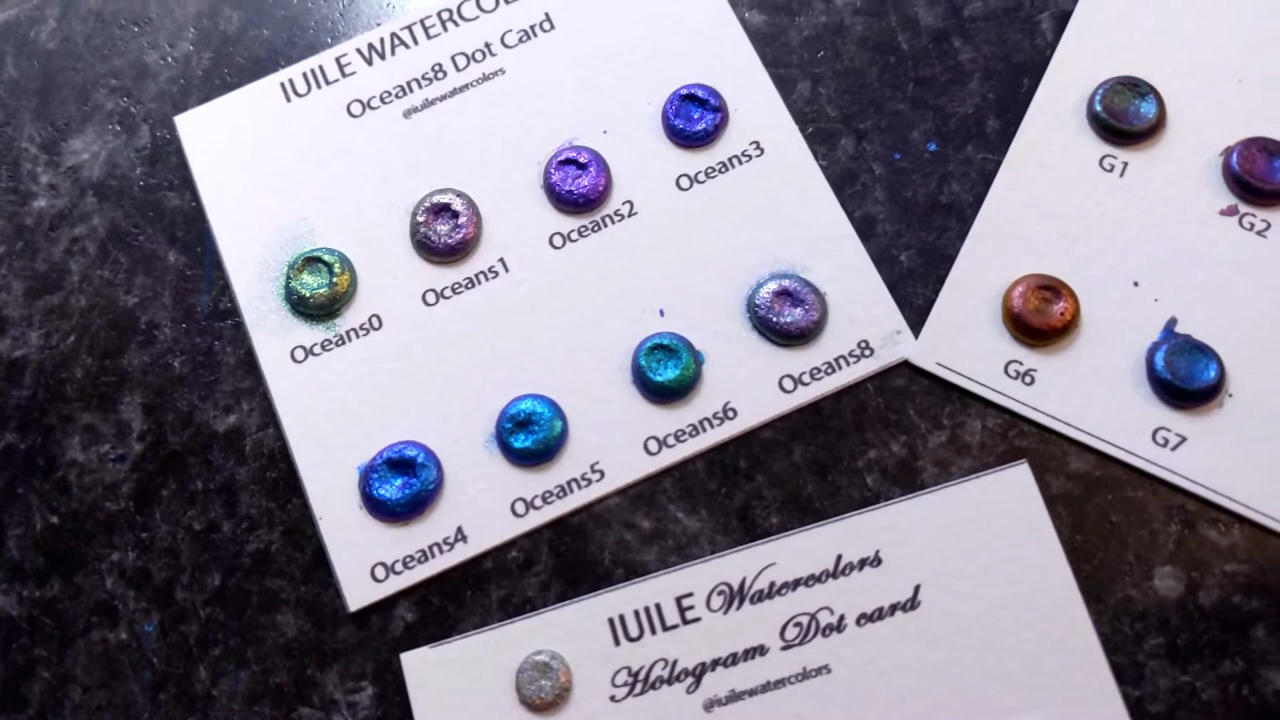 IUILE WATERCOL
Oceans8 Dot Card
@iuilewatercolors
Oceans0
Oceans1
Oceans2
Oceans3
Oceans4
Oceans5
Oceans6
Oceans8
G1
G2
G6
G7
IUILE Watercolors
Hologram Dot card
@iuilewatercolors